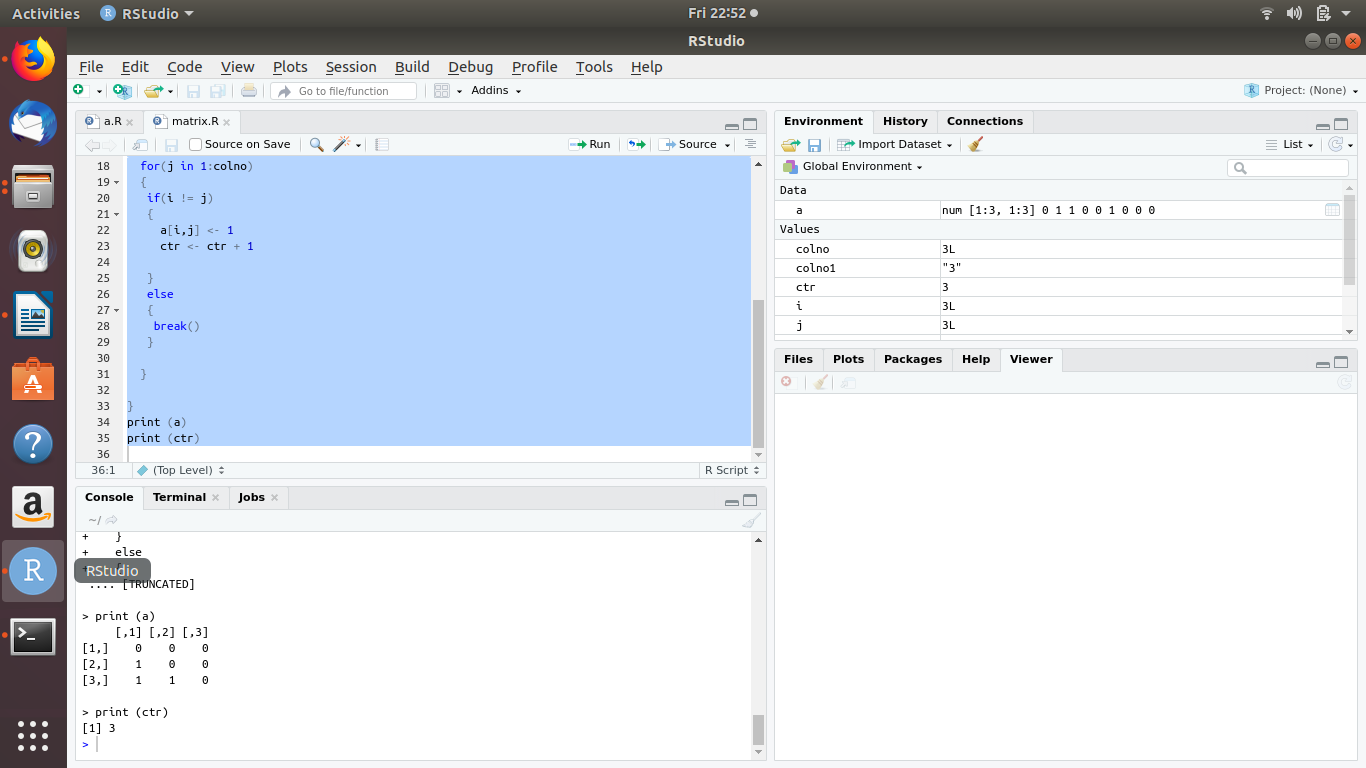 Activities RStudio Fri 22:52
RStudio
File Edit Code View Plots Session Build Debug Profile Tools Help
Go to file/function Addins Project: (None)
a.R matrix.R
Source on Save Run Source
18 for(j in 1:colno)
19 {
20 if(i != j)
21 {
22 a[i,j] <- 1
23 ctr <- ctr + 1
24
25 }
26 else
27 {
28 break()
29 }
30
31 }
32
33 }
34 print (a)
35 print (ctr)
36
36:1 (Top Level) R Script
Console Terminal Jobs
~/
+ }
+ else
RStudio
.... [TRUNCATED]
> print (a)
[,1] [,2] [,3]
[1,] 0 0 0
[2,] 1 0 0
[3,] 1 1 0
> print (ctr)
[1] 3
>
Environment History Connections
Import Dataset List
Global Environment
Data
a num [1:3, 1:3] 0 1 1 0 0 1 0 0 0
Values
colno 3L
colno1 "3"
ctr 3
i 3L
j 3L
Files Plots Packages Help Viewer